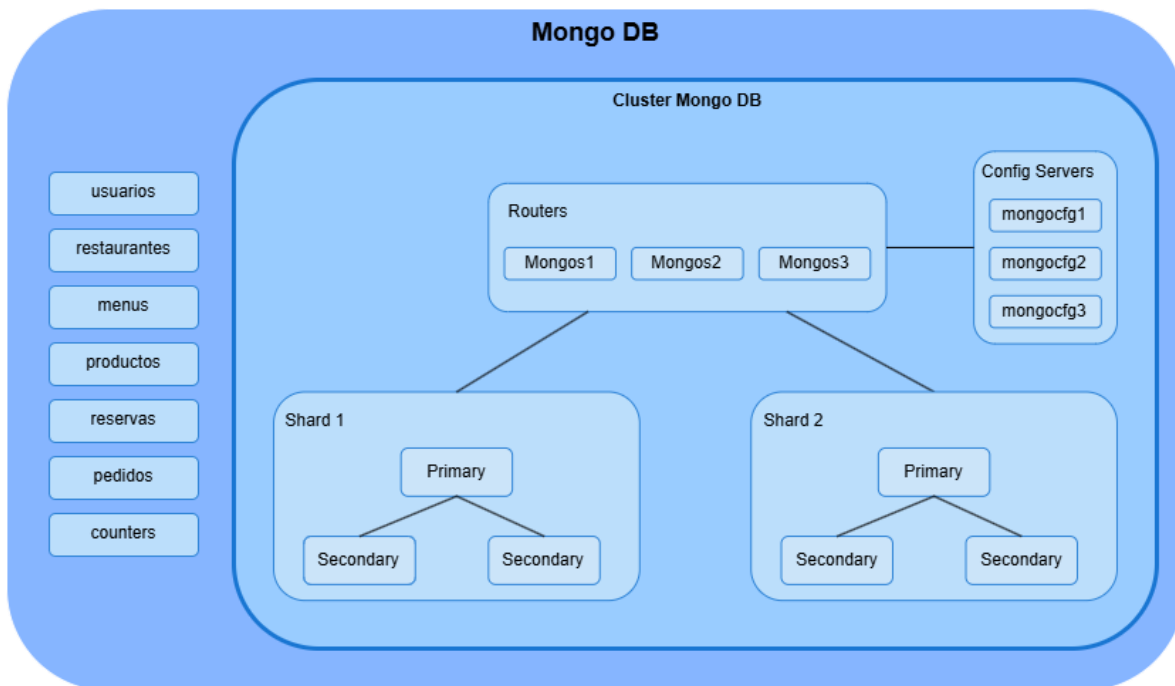 Mongo DB
Cluster Mongo DB
usuarios
restaurantes
menus
productos
reservas
pedidos
counters
Routers
Mongos1
Mongos2
Mongos3
Config Servers
mongocfg1
mongocfg2
mongocfg3
Shard 1
Primary
Secondary
Secondary
Shard 2
Primary
Secondary
Secondary